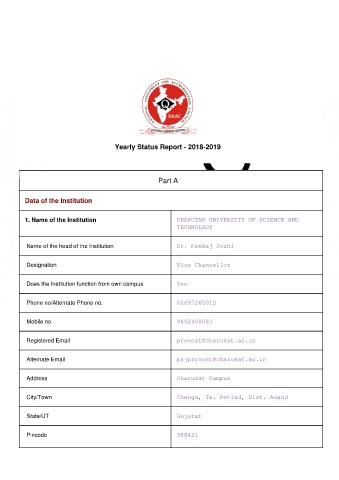 NAAC
Yearly Status Report - 2018-2019
Part A
Data of the Institution
1. Name of the Institution CHAROTAR UNIVERSITY OF SCIENCE AND
TECHNOLOGY
Name of the head of the Institution Dr. Pankaj Joshi
Designation Vice Chancellor
Does the Institution function from own campus Yes
Phone no/Alternate Phone no. 02697265015
Mobile no.
Registered Email provost@charusat.ac.in
Alternate Email psjprovost@charusat.ac.in
Address Charusat Campus
City/Town Changa, Ta. Petlad, Dist. Anand
State/UT Gujarat
Pincode 388421